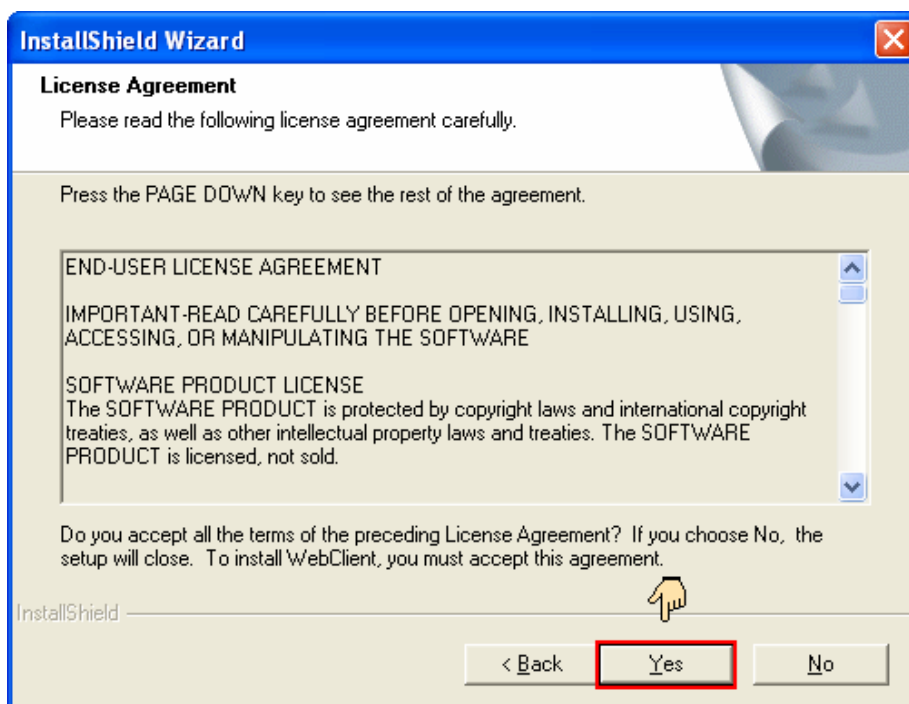 InstallShield Wizard
License Agreement
Please read the following license agreement carefully.
Press the PAGE DOWN key to see the rest of the agreement.
END-USER LICENSE AGREEMENT
IMPORTANT-READ CAREFULLY BEFORE OPENING, INSTALLING, USING,
ACCESSING, OR MANIPULATING THE SOFTWARE
SOFTWARE PRODUCT LICENSE
The SOFTWARE PRODUCT is protected by copyright laws and international copyright
treaties, as well as other intellectual property laws and treaties. The SOFTWARE
PRODUCT is licensed, not sold.
Do you accept all the terms of the preceding License Agreement? If you choose No, the
setup will close. To install WebClient, you must accept this agreement.
InstallShield
< Back
Yes
No